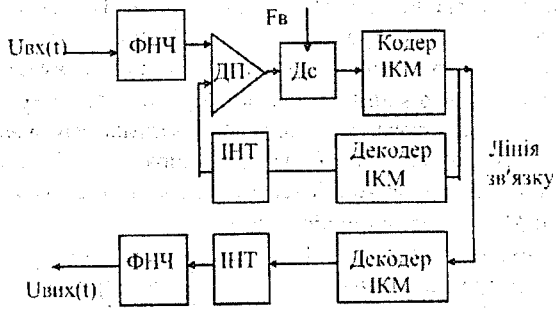 Fв
Uвх(t)
ФНЧ
ДП
Дс
Кодер
ІКМ
ІНТ
Декодер
ІКМ
Лінія
зв'язку
ФНЧ
ІНТ
Декодер
ІКМ
Uвих(t)